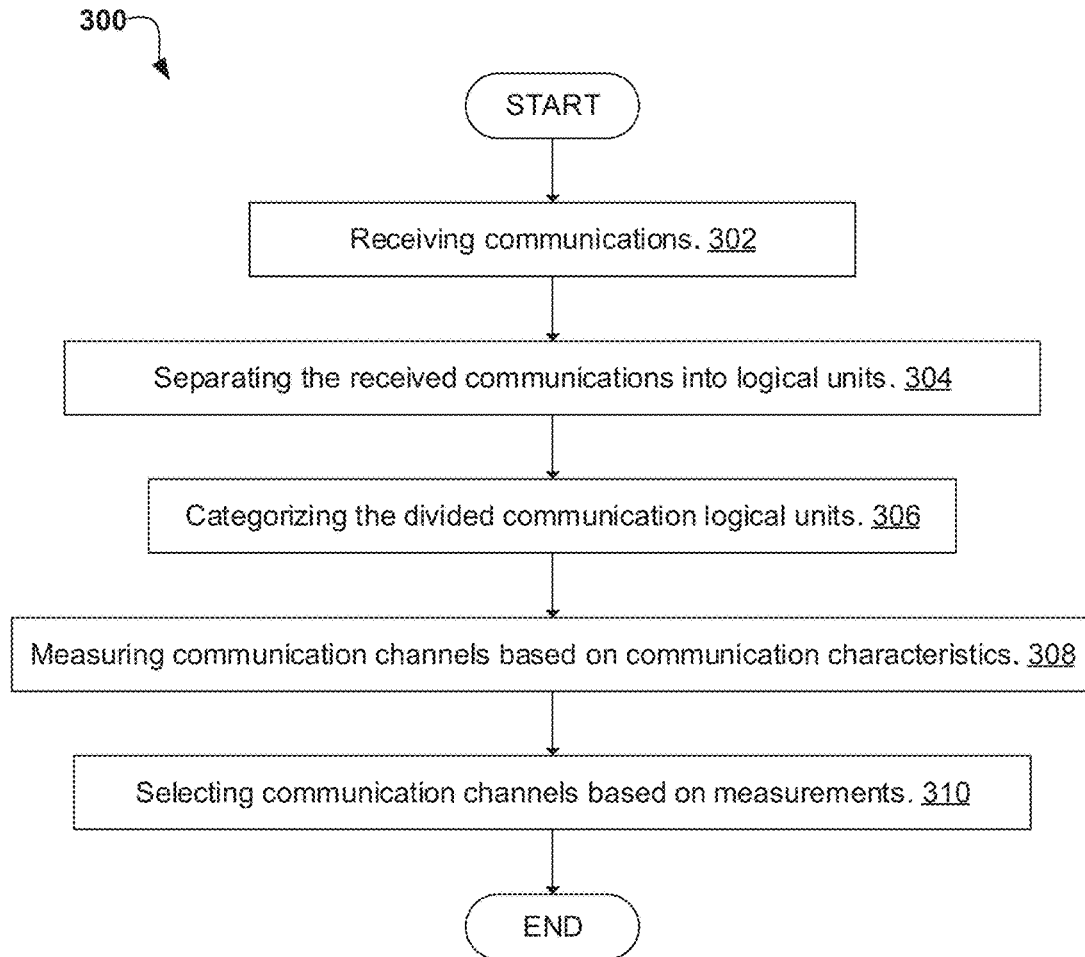 300
START
Receiving communications. 302
Separating the received communications into logical units. 304
Categorizing the divided communication logical units. 306
Measuring communication channels based on communication characteristics. 308
Selecting communication channels based on measurements. 310
END